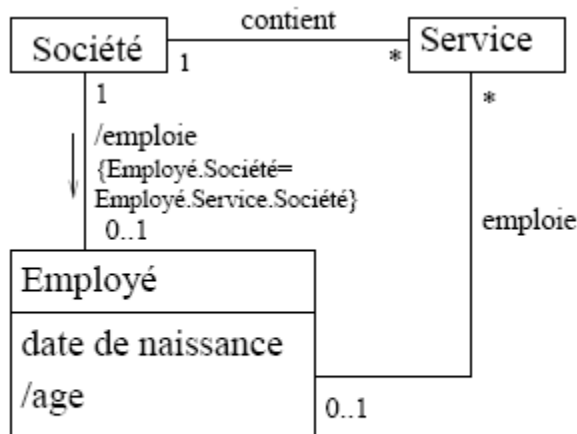 contient
Société
Service
1
*
1
*
/emploie
{Employé.Société=
Employé.Service.Société}
emploie
0..1
Employé
date de naissance
/age
0..1